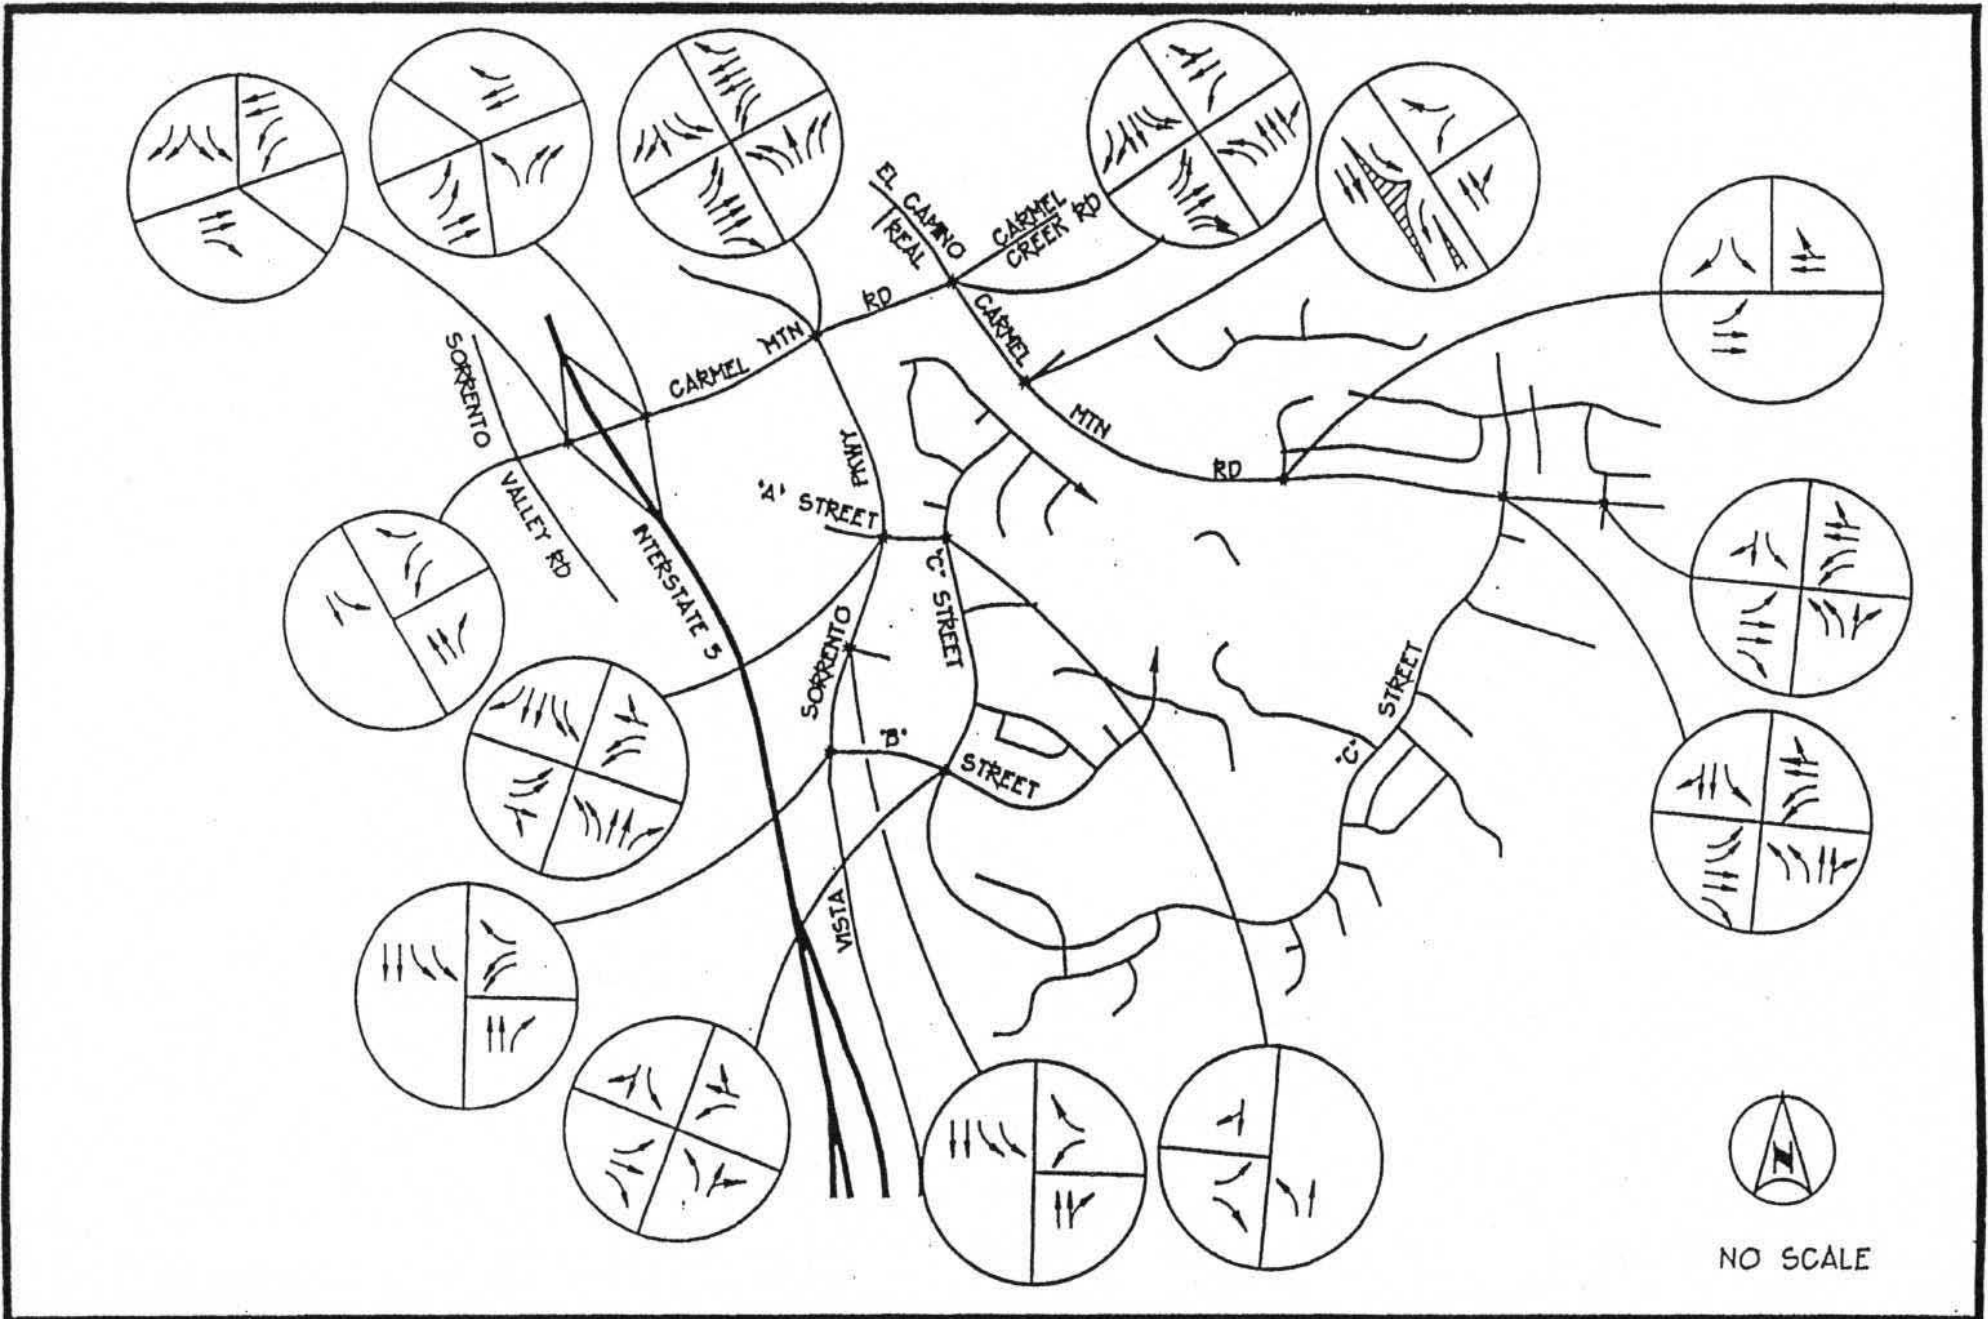 EL CAMINO
REAL
CARMEL
CREEK RD
SORRENTO
VALLEY RD
CARMEL MTN RD
CARMEL
MTN
RD
PKWY
"A" STREET
INTERSTATE 5
"C" STREET
SORRENTO
"B"
STREET
VISTA
STREET
"C"
N
NO SCALE